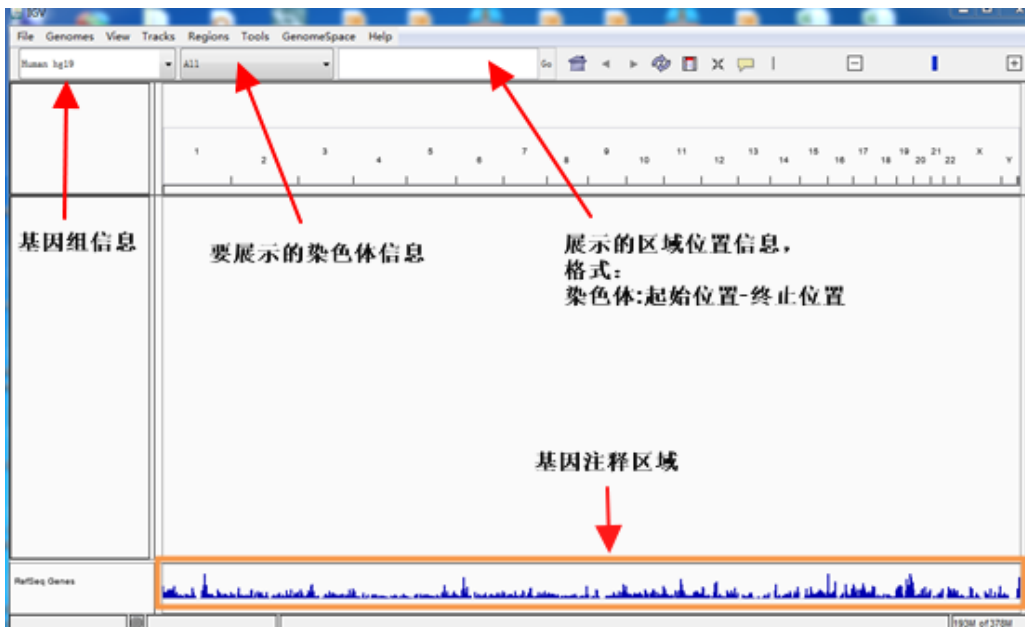 IGV
File Genomes View Tracks Regions Tools GenomeSpace Help
Human hg19 All Go
1 2 3 4 5 6 7 8 9 10 11 12 13 14 15 16 17 18 19 20 21 22 X Y
基因组信息
要展示的染色体信息
展示的区域位置信息,
格式:
染色体:起始位置-终止位置
基因注释区域
RefSeq Genes
193M of 378M